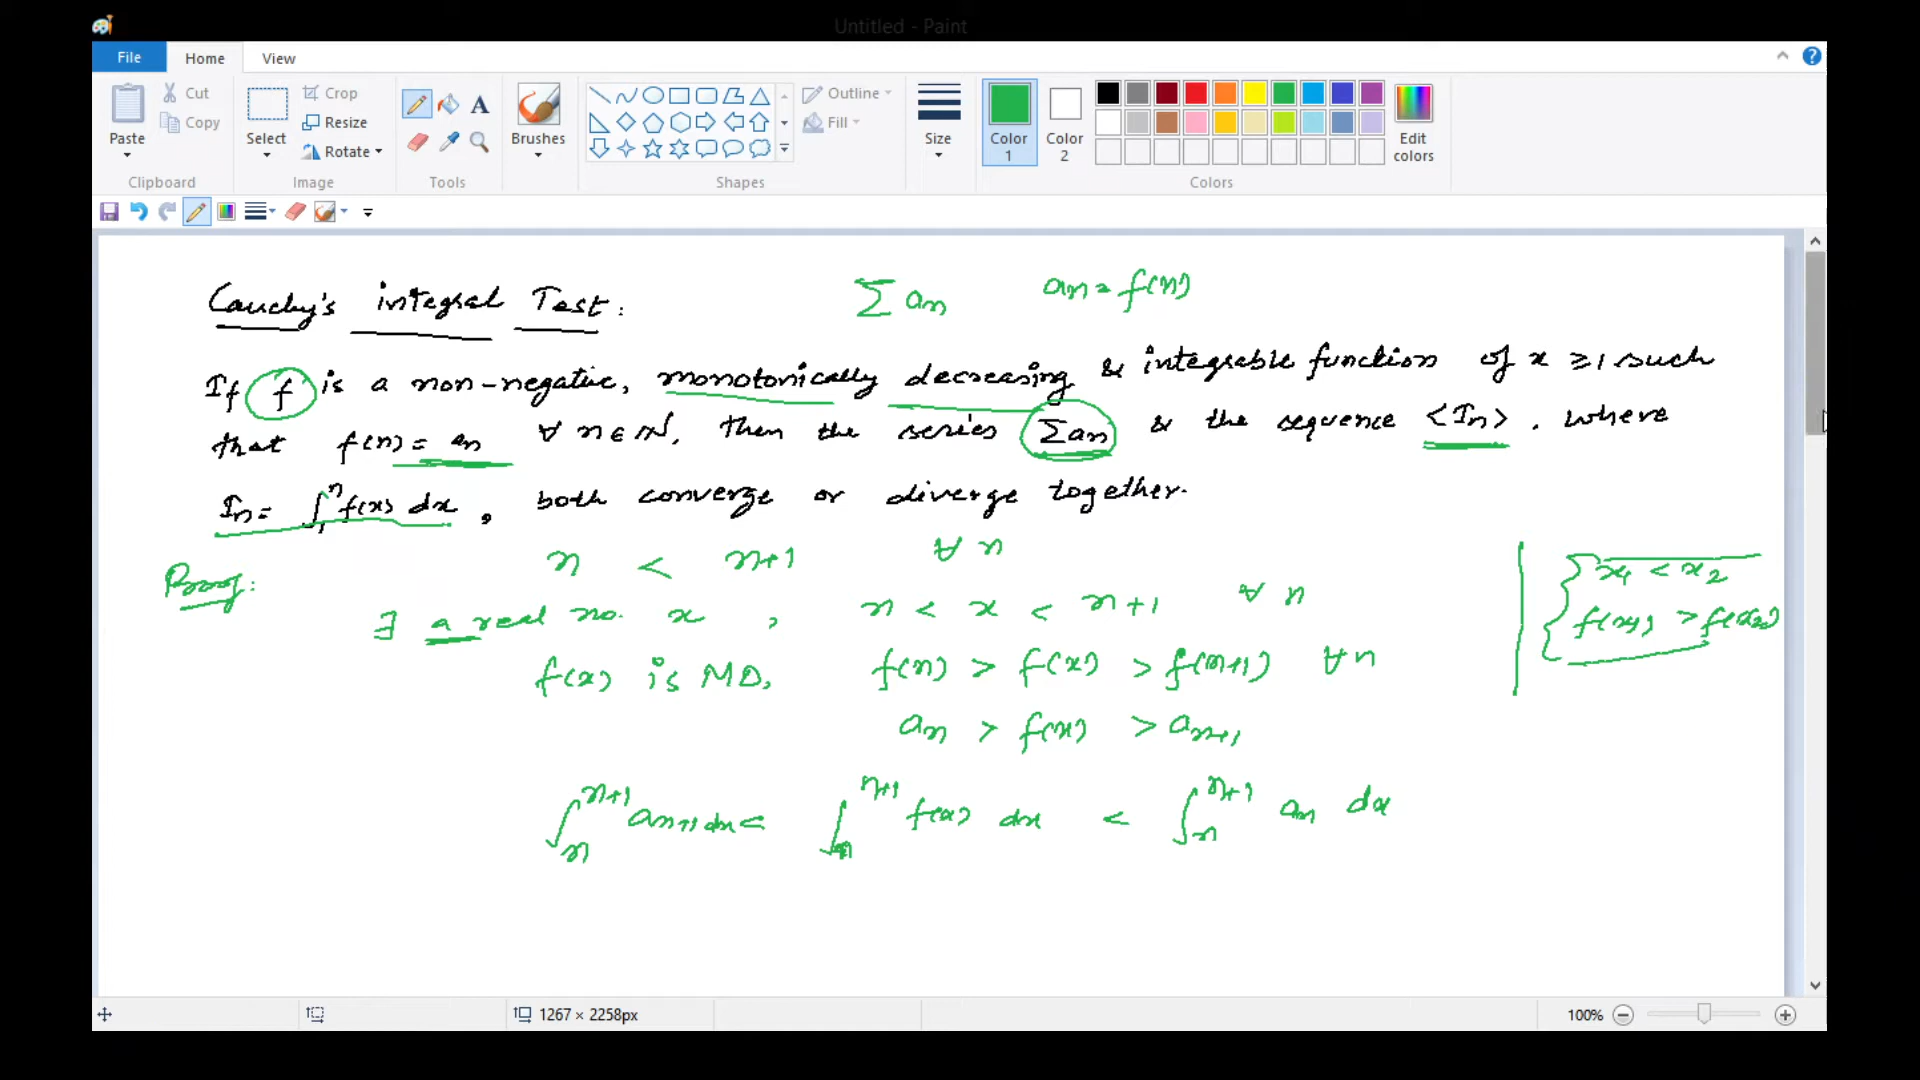 Untitled - Paint
File Home View
Paste Cut Copy Clipboard
Select Crop Resize Rotate Image
Tools
Brushes
Outline Fill Shapes
Size
Color 1 Color 2 Edit colors Colors
Cauchy's integral Test :
∑ an an = f(n)
If f is a non-negative, monotonically decreasing & integrable function of x ≥ 1 such
that f(n) = an ∀ n ∈ N, then the series ∑an & the sequence <In>, where
In = ∫₁ⁿ f(x) dx, both converge or diverge together.
Proof:
n < n+1 ∀ n
∃ a real no. x , n < x < n+1 ∀ n
f(x) is MD, f(n) > f(x) > f(n+1) ∀ n
an > f(x) > an+1
∫ₙⁿ⁺¹ an+1 dx < ∫ₙⁿ⁺¹ f(x) dx < ∫ₙⁿ⁺¹ an dx
x1 < x2
f(x1) > f(x2)
1267 × 2258px
100%